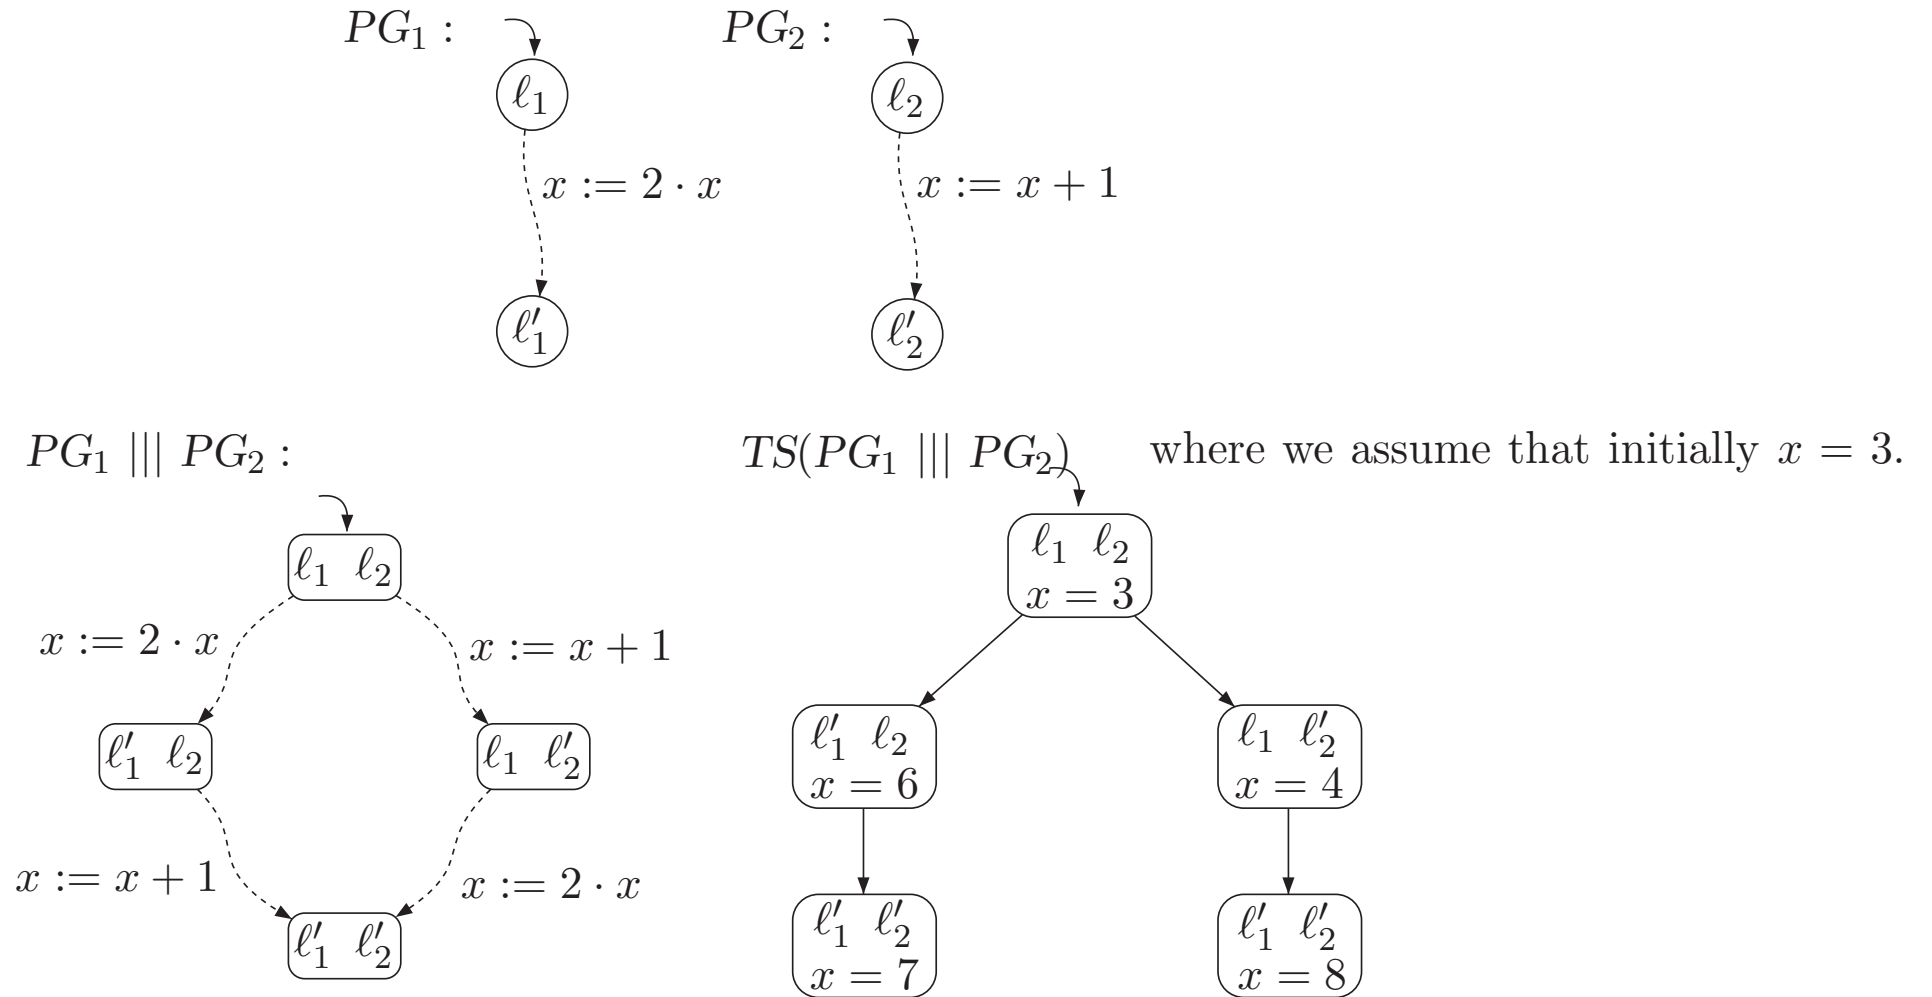 PG₁ : PG₂ :
ℓ₁ ℓ₂
x := 2 · x x := x + 1
ℓ′₁ ℓ′₂
PG₁ ||| PG₂ :
ℓ₁ ℓ₂
x := 2 · x x := x + 1
ℓ′₁ ℓ₂ ℓ₁ ℓ′₂
x := x + 1 x := 2 · x
ℓ′₁ ℓ′₂
TS(PG₁ ||| PG₂) where we assume that initially x = 3.
ℓ₁ ℓ₂
x = 3
ℓ′₁ ℓ₂
x = 6
ℓ₁ ℓ′₂
x = 4
ℓ′₁ ℓ′₂
x = 7
ℓ′₁ ℓ′₂
x = 8